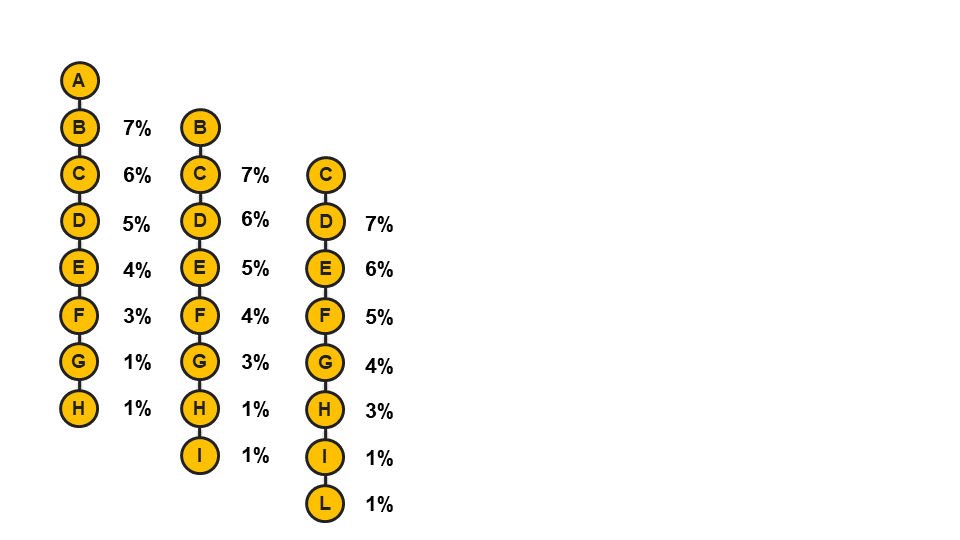 A
B 7% B
C 6% C 7% C
D 5% D 6% D 7%
E 4% E 5% E 6%
F 3% F 4% F 5%
G 1% G 3% G 4%
H 1% H 1% H 3%
I 1% I 1%
L 1%